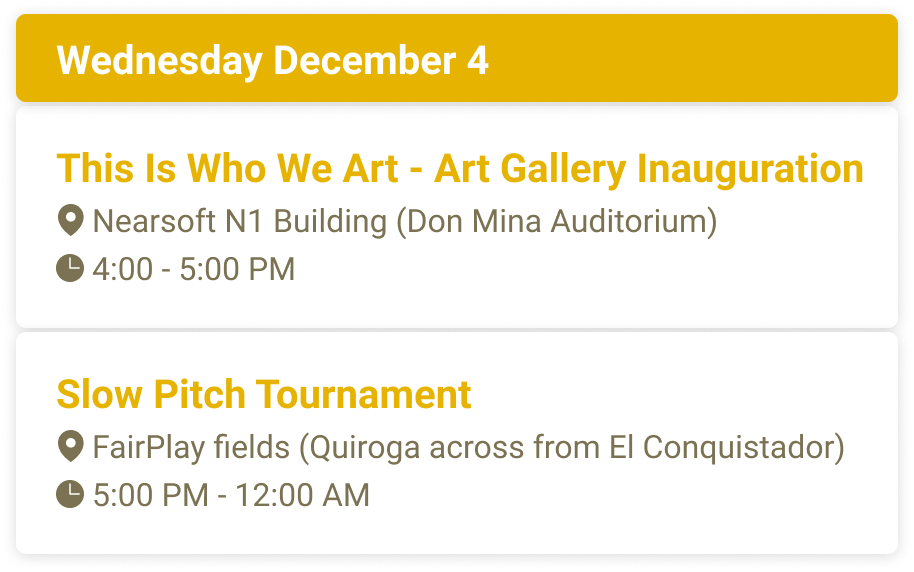 Wednesday December 4
This Is Who We Art - Art Gallery Inauguration
Nearsoft N1 Building (Don Mina Auditorium)
4:00 - 5:00 PM
Slow Pitch Tournament
FairPlay fields (Quiroga across from El Conquistador)
5:00 PM - 12:00 AM